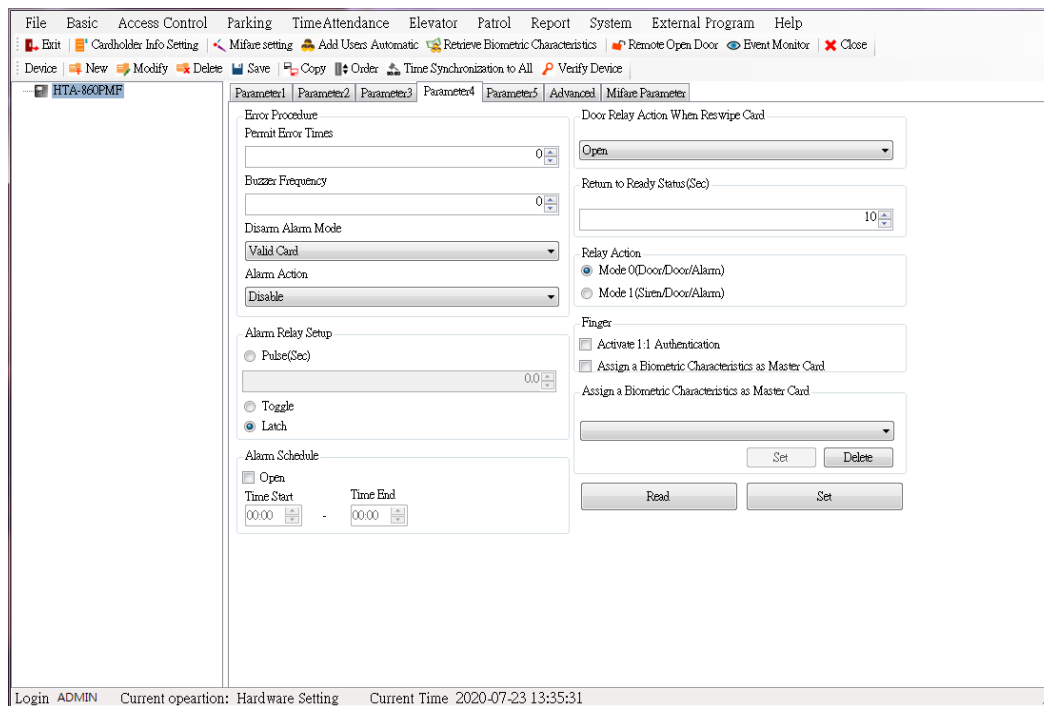 File Basic Access Control Parking TimeAttendance Elevator Patrol Report System External Program Help
Exit Cardholder Info Setting Mifare setting Add Users Automatic Retrieve Biometric Characteristics Remote Open Door Event Monitor Close
Device New Modify Delete Save Copy Order Time Synchronization to All Verify Device
HTA-860PMF
Parameter1 Parameter2 Parameter3 Parameter4 Parameter5 Advanced Mifare Parameter
Error Procedure
Permit Error Times
0
Buzzer Frequency
0
Disarm Alarm Mode
Valid Card
Alarm Action
Disable
Alarm Relay Setup
Pulse(Sec)
0.0
Toggle
Latch
Alarm Schedule
Open
Time Start Time End
00:00 - 00:00
Door Relay Action When Reswipe Card
Open
Return to Ready Status(Sec)
10
Relay Action
Mode 0(Door/Door/Alarm)
Mode 1(Siren/Door/Alarm)
Finger
Activate 1:1 Authentication
Assign a Biometric Characteristics as Master Card
Assign a Biometric Characteristics as Master Card
Set Delete
Read Set
Login ADMIN Current opeartion: Hardware Setting Current Time 2020-07-23 13:35:31